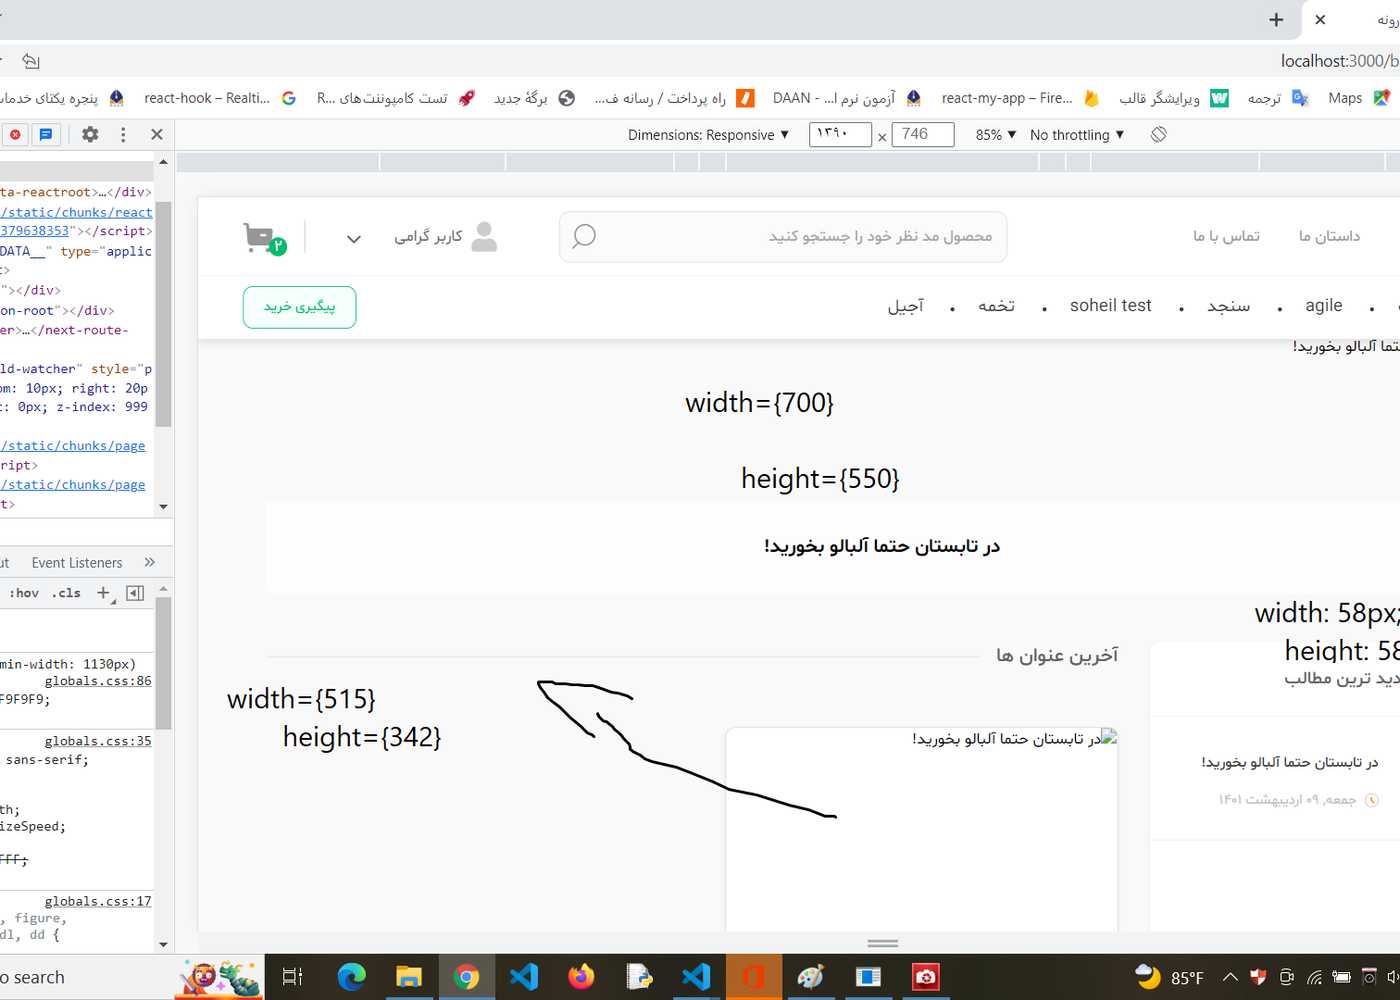 رونه
localhost:3000/b
پنجره یکتای خدمات
react-hook – Realti...
تست کامپوننت‌های R...
برگهٔ جدید
راه پرداخت / رسانه ف...
DAAN - آزمون نرم ا...
react-my-app – Fire...
ویرایشگر قالب
ترجمه
Maps
Dimensions: Responsive
۱۳۹۰ × 746
85%
No throttling
ta-reactroot>…</div>
/static/chunks/react
379638353"></script>
DATA__" type="applic
t>
"></div>
on-root"></div>
er>…</next-route-
ld-watcher" style="p
om: 10px; right: 20p
t: 0px; z-index: 999
/static/chunks/page
ript>
/static/chunks/page
t>
ut
Event Listeners
:hov .cls
min-width: 1130px)
globals.css:86
F9F9F9;
globals.css:35
sans-serif;
th;
izeSpeed;
FFF;
globals.css:17
, figure,
dl, dd {
۲
کاربر گرامی
محصول مد نظر خود را جستجو کنید
تماس با ما
داستان ما
پیگیری خرید
آجیل
تخمه
soheil test
سنجد
agile
تما آلبالو بخورید!
width={700}
height={550}
در تابستان حتما آلبالو بخورید!
width: 58px;
height: 58
دید ترین مطالب
آخرین عنوان ها
width={515}
height={342}
در تابستان حتما آلبالو بخورید!
در تابستان حتما آلبالو بخورید!
جمعه, ۰۹ اردیبهشت ۱۴۰۱
o search
85°F